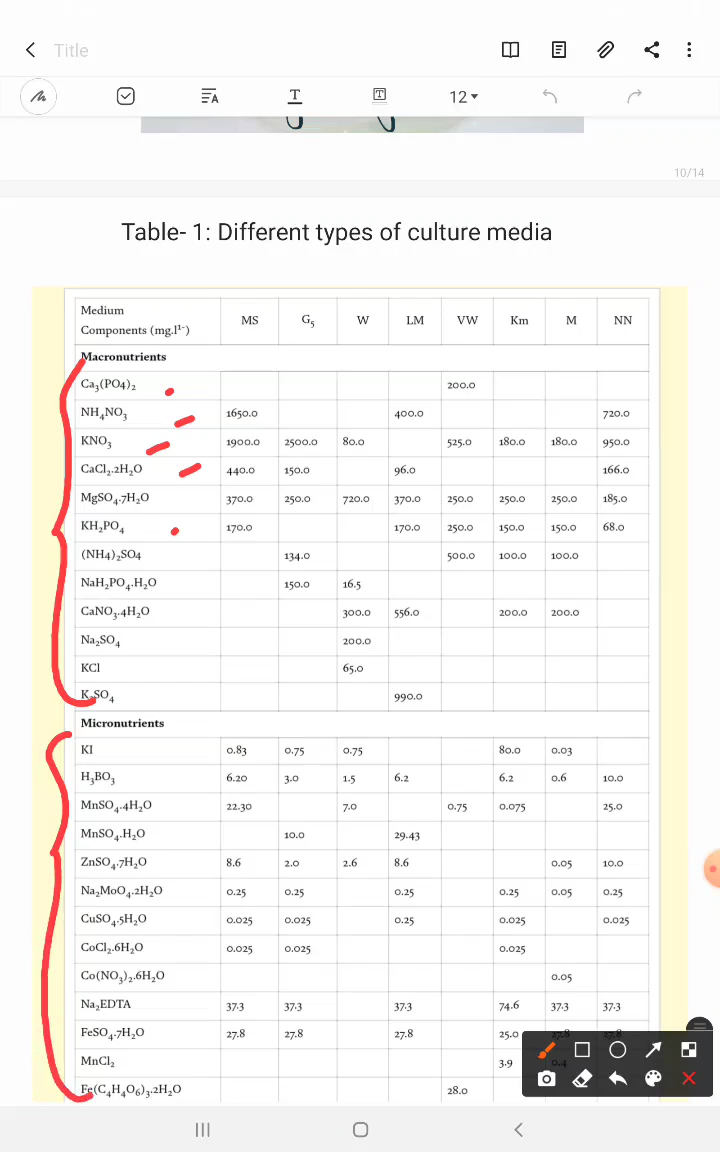 Title
12
10/14
Table- 1: Different types of culture media
Medium Components (mg.l¹⁻) MS G₅ W LM VW Km M NN
Macronutrients
Ca₃(PO4)₂ 200.0
NH₄NO₃ 1650.0 400.0 720.0
KNO₃ 1900.0 2500.0 80.0 525.0 180.0 180.0 950.0
CaCl₂.2H₂O 440.0 150.0 96.0 166.0
MgSO₄.7H₂O 370.0 250.0 720.0 370.0 250.0 250.0 250.0 185.0
KH₂PO₄ 170.0 170.0 250.0 150.0 150.0 68.0
(NH4)₂SO4 134.0 500.0 100.0 100.0
NaH₂PO₄.H₂O 150.0 16.5
CaNO₃.4H₂O 300.0 556.0 200.0 200.0
Na₂SO₄ 200.0
KCl 65.0
K₂SO₄ 990.0
Micronutrients
KI 0.83 0.75 0.75 80.0 0.03
H₃BO₃ 6.20 3.0 1.5 6.2 6.2 0.6 10.0
MnSO₄.4H₂O 22.30 7.0 0.75 0.075 25.0
MnSO₄.H₂O 10.0 29.43
ZnSO₄.7H₂O 8.6 2.0 2.6 8.6 0.05 10.0
Na₂MoO₄.2H₂O 0.25 0.25 0.25 0.25 0.05 0.25
CuSO₄.5H₂O 0.025 0.025 0.25 0.025 0.025
CoCl₂.6H₂O 0.025 0.025 0.025
Co(NO₃)₂.6H₂O 0.05
Na₂EDTA 37.3 37.3 37.3 74.6 37.3 37.3
FeSO₄.7H₂O 27.8 27.8 27.8 25.0 27.8 27.8
MnCl₂ 3.9 0.4
Fe(C₄H₄O6)₃.2H₂O 28.0